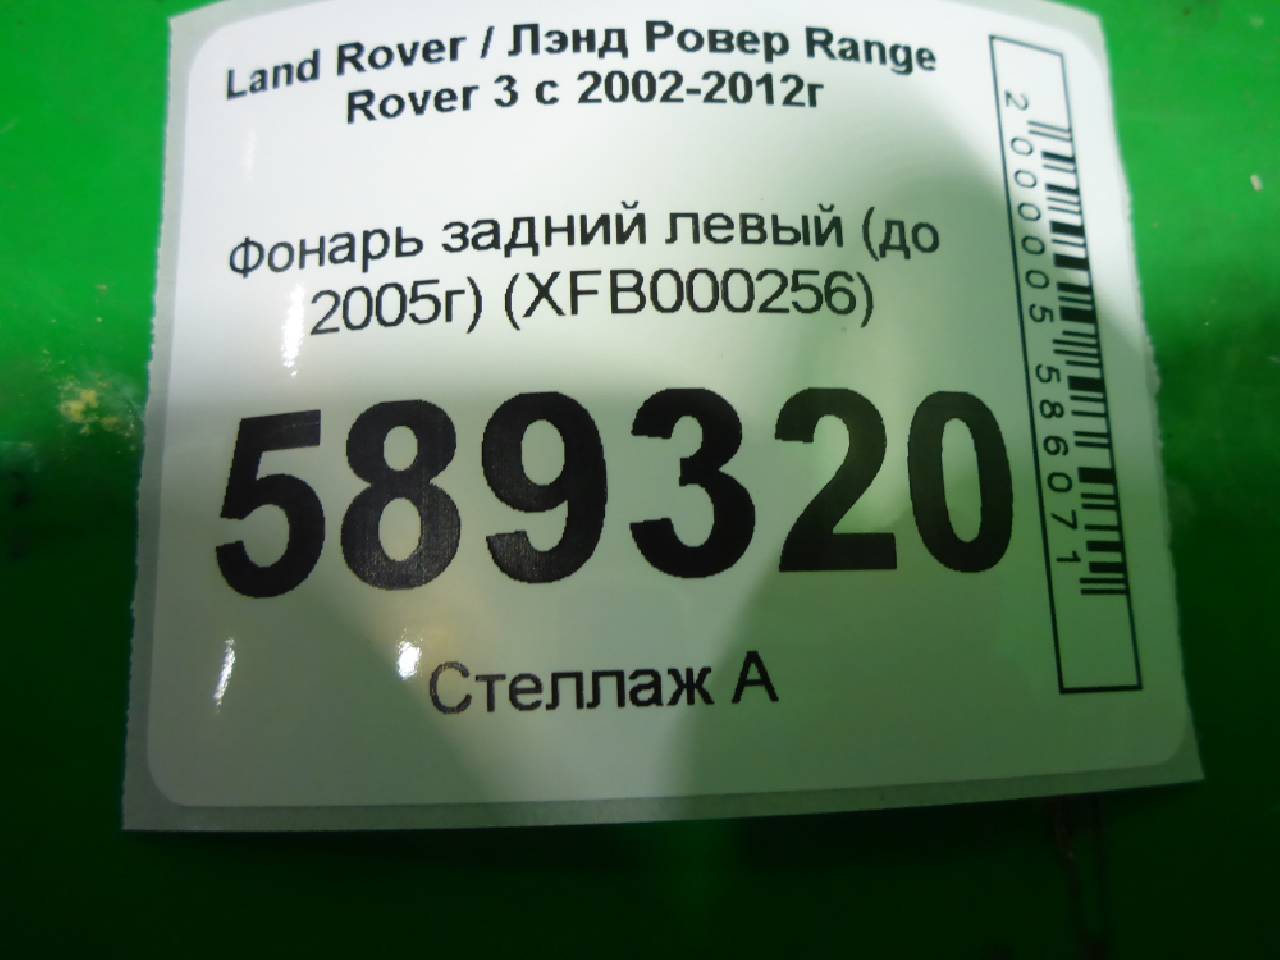 Land Rover / Лэнд Ровер Range
Rover 3 с 2002-2012г
Фонарь задний левый (до
2005г) (XFB000256)
589320
Стеллаж А
2000005586071